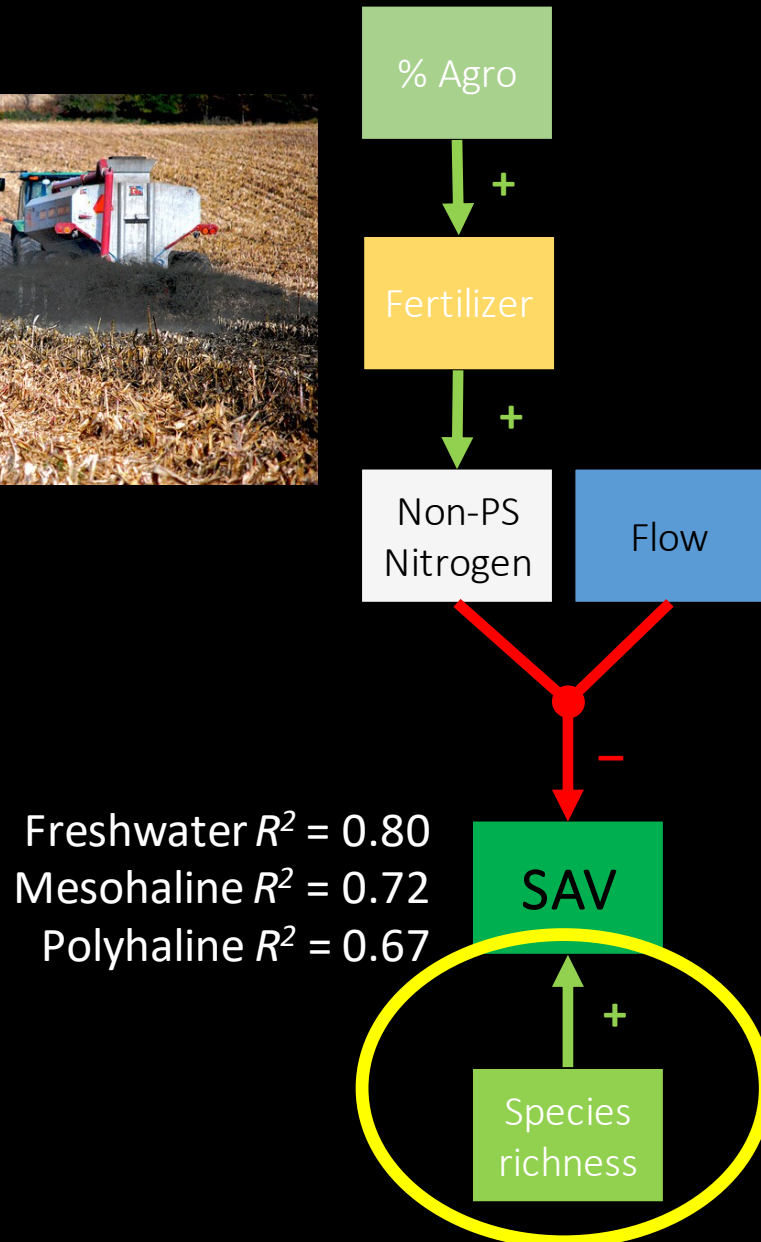 % Agro
+
Fertilizer
+
Non-PS
Nitrogen
Flow
–
Freshwater R² = 0.80
Mesohaline R² = 0.72
Polyhaline R² = 0.67
SAV
+
Species
richness